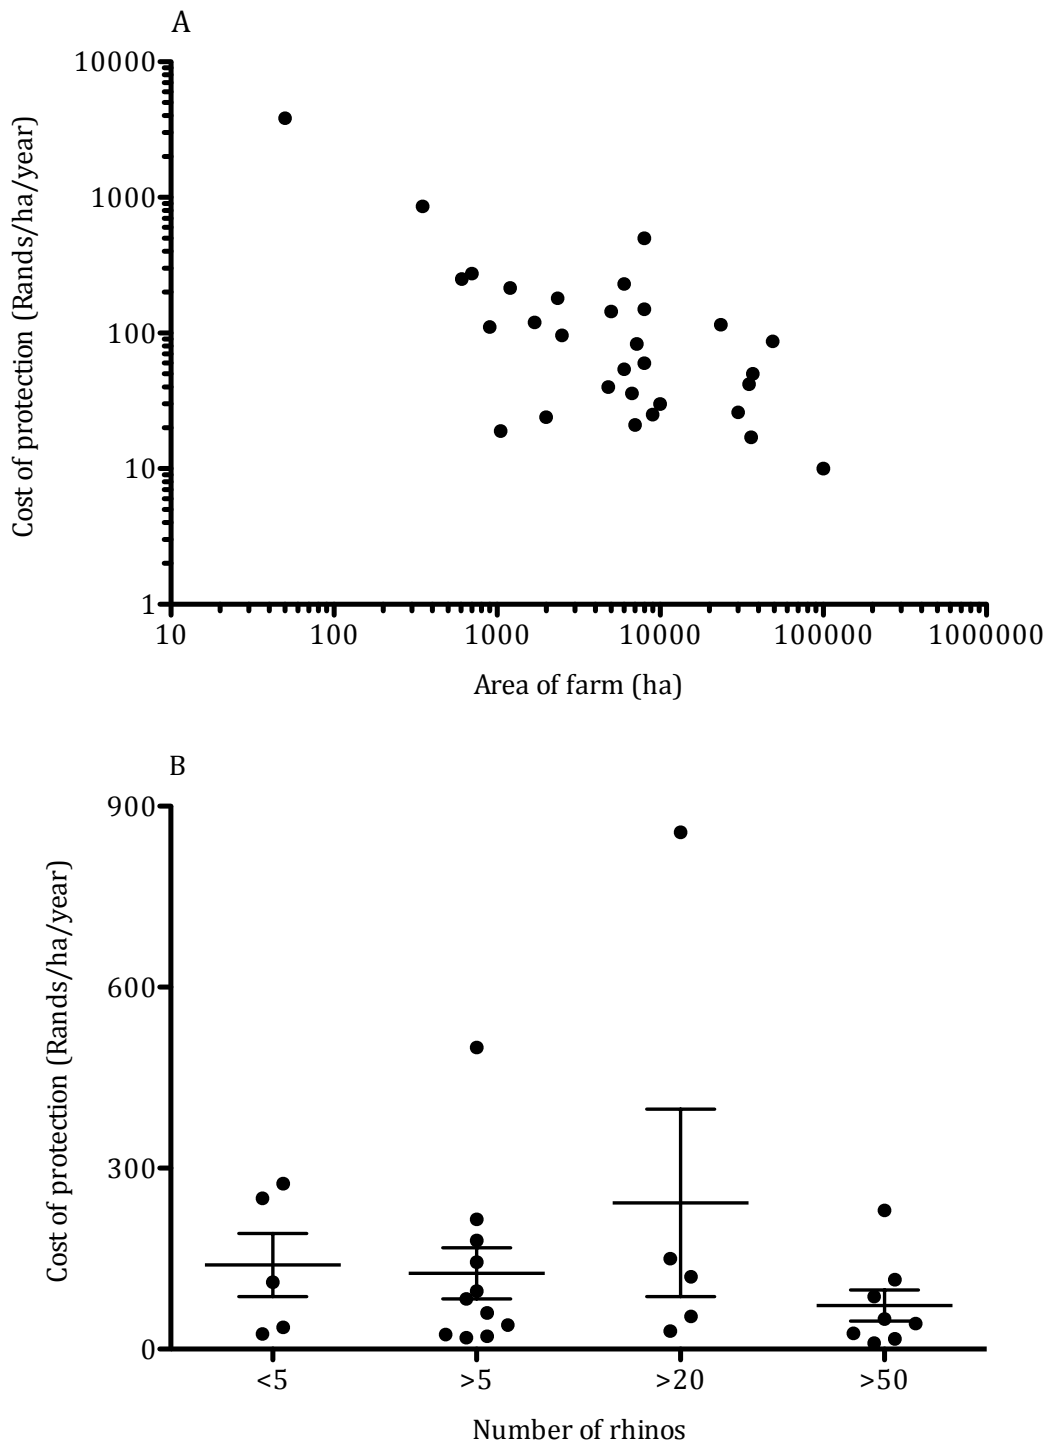 A
10000
1000
100
10
1
Cost of protection (Rands/ha/year)
10 100 1000 10000 100000 1000000
Area of farm (ha)
B
900
600
300
0
Cost of protection (Rands/ha/year)
<5 >5 >20 >50
Number of rhinos